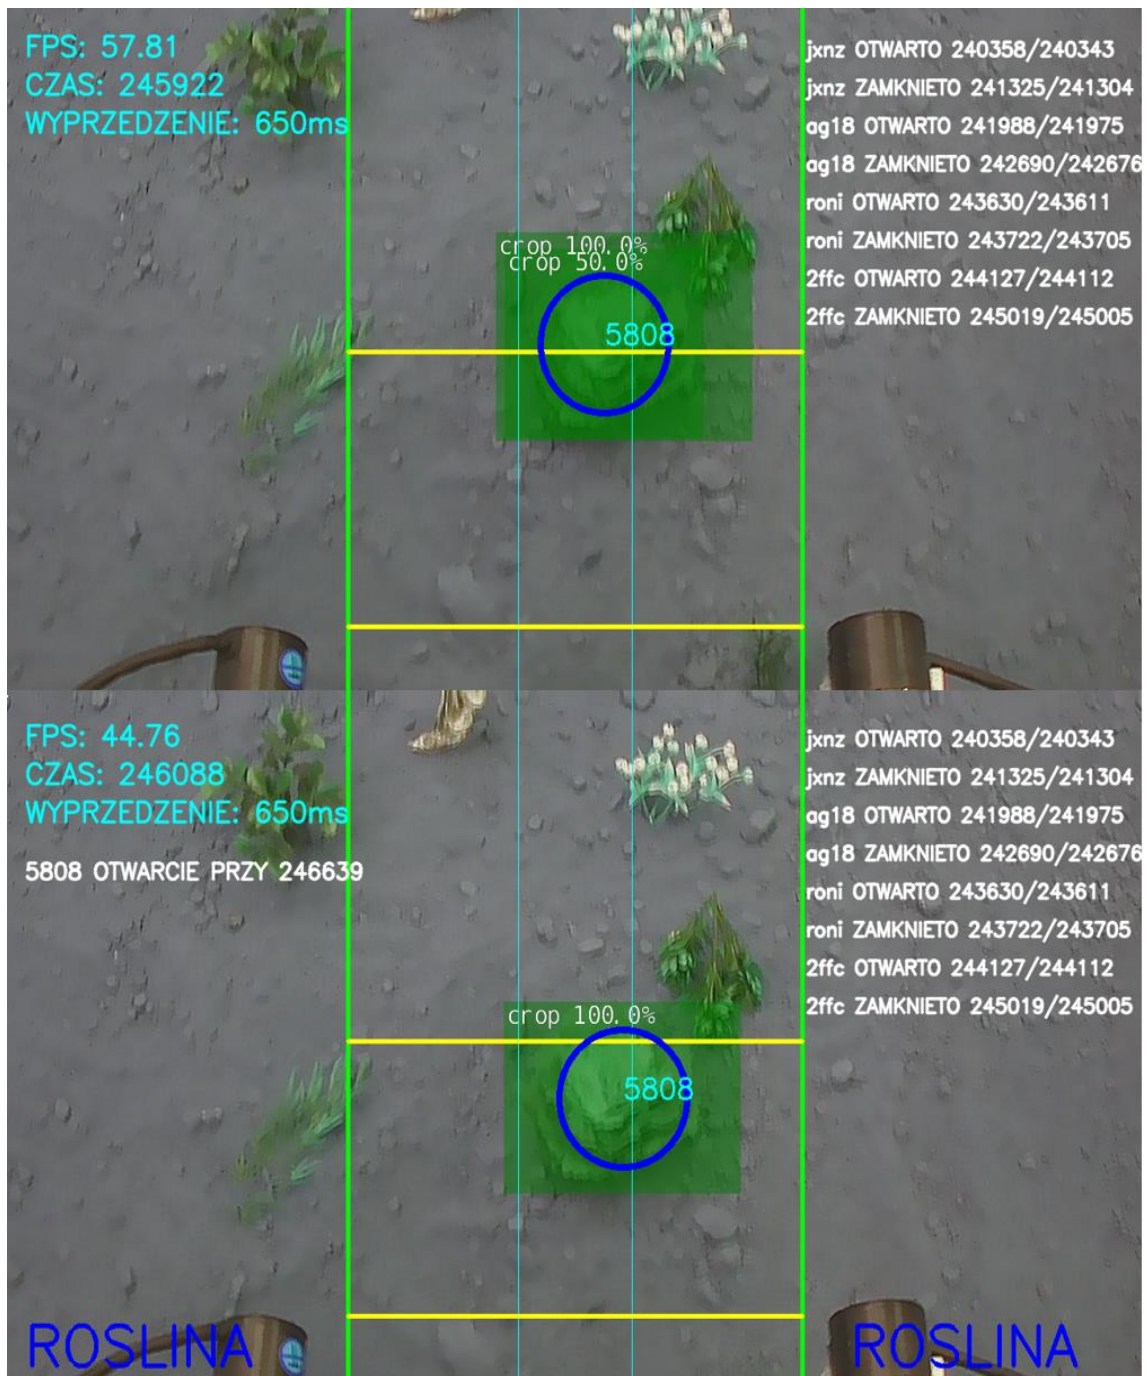 FPS: 57.81
CZAS: 245922
WYPRZEDZENIE: 650ms
jxnz OTWARTO 240358/240343
jxnz ZAMKNIETO 241325/241304
ag18 OTWARTO 241988/241975
ag18 ZAMKNIETO 242690/242676
roni OTWARTO 243630/243611
roni ZAMKNIETO 243722/243705
2ffc OTWARTO 244127/244112
2ffc ZAMKNIETO 245019/245005
crop 100.0%
crop 50.0%
5808
FPS: 44.76
CZAS: 246088
WYPRZEDZENIE: 650ms
5808 OTWARCIE PRZY 246639
jxnz OTWARTO 240358/240343
jxnz ZAMKNIETO 241325/241304
ag18 OTWARTO 241988/241975
ag18 ZAMKNIETO 242690/242676
roni OTWARTO 243630/243611
roni ZAMKNIETO 243722/243705
2ffc OTWARTO 244127/244112
2ffc ZAMKNIETO 245019/245005
crop 100.0%
5808
ROSLINA
ROSLINA